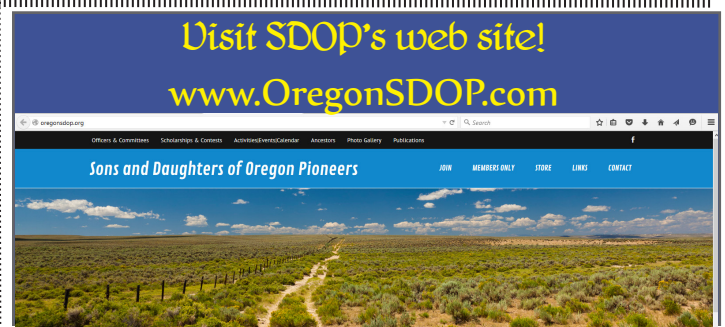 Visit SDOP's web site!
www.OregonSDOP.com
oregonsdop.org
Search
Officers & Committees Scholarships & Contests Activities|Events|Calendar Ancestors Photo Gallery Publications f
Sons and Daughters of Oregon Pioneers JOIN MEMBERS ONLY STORE LINKS CONTACT